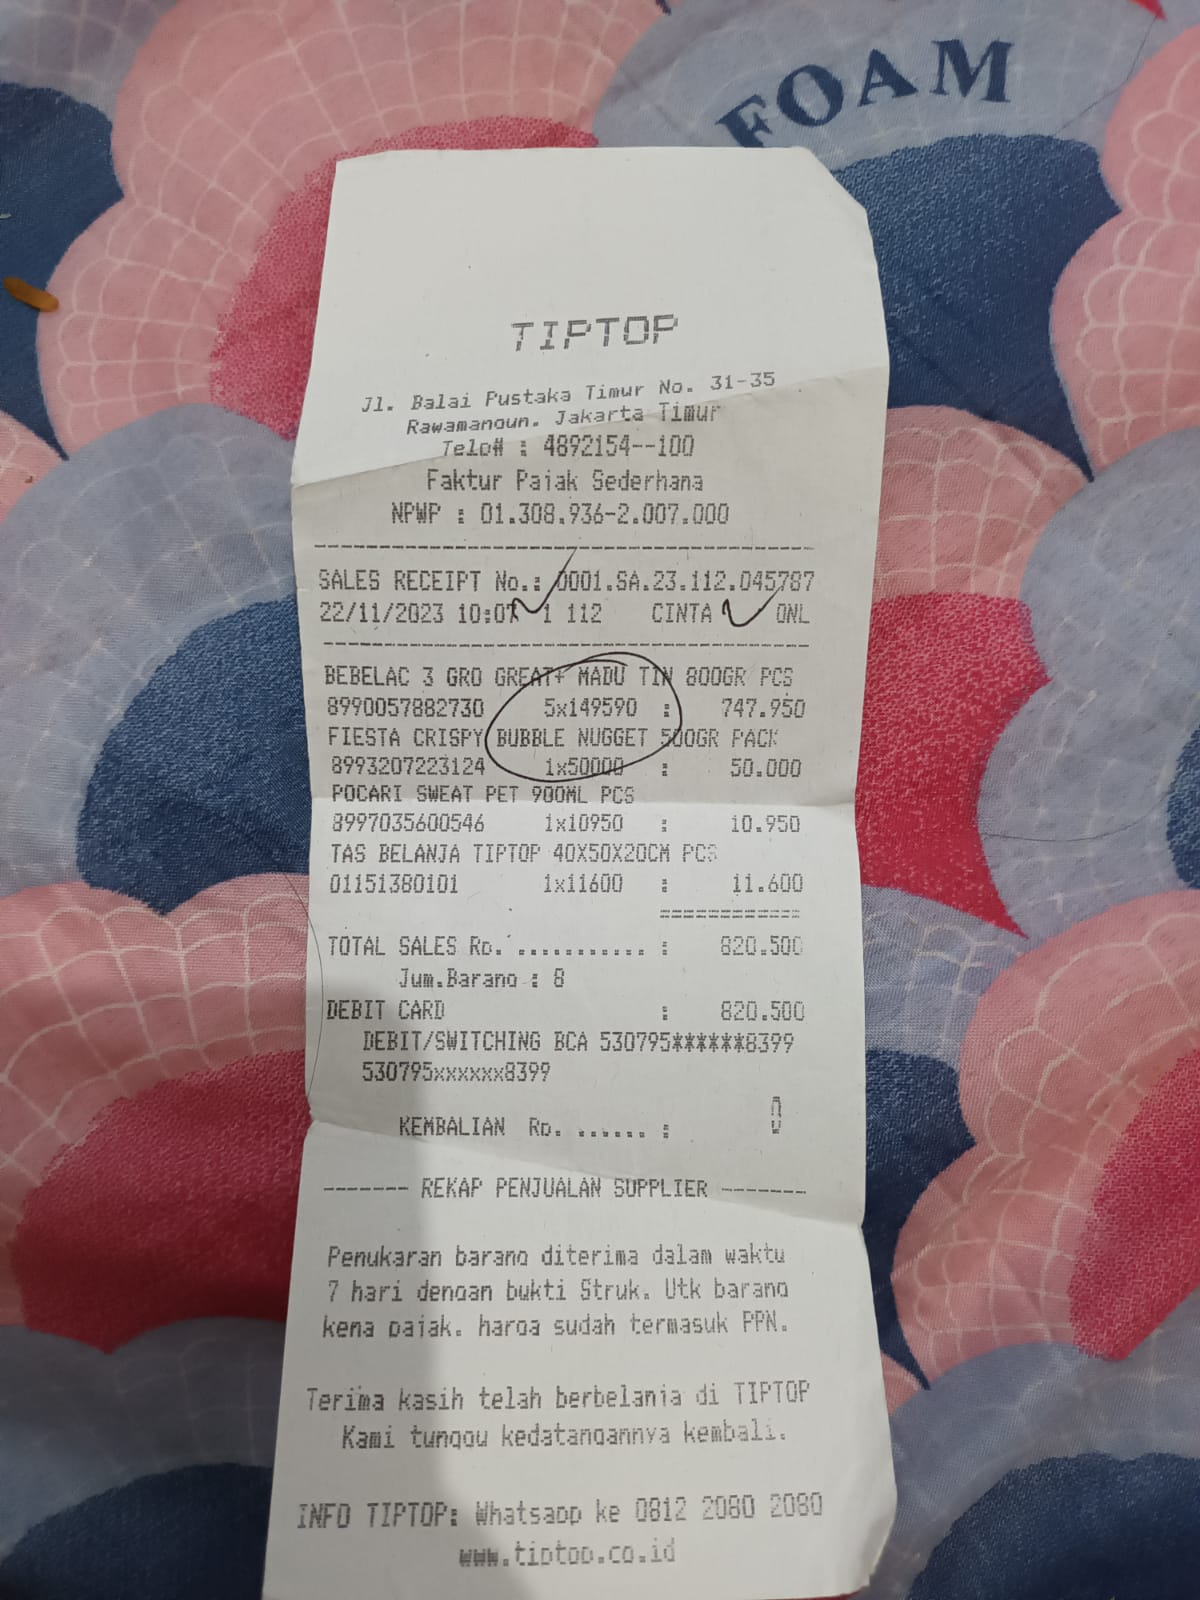 FOAM
TIPTOP
Jl. Balai Pustaka Timur No. 31-35
Rawamangun. Jakarta Timur
Telp# : 4892154--100
Faktur Pajak Sederhana
NPWP : 01.308.936-2.007.000
SALES RECEIPT No.: 0001.SA.23.112.045787
22/11/2023 10:07 1 112 CINTA ONL
BEBELAC 3 GRO GREAT+ MADU TIN 800GR PCS
8990057882730 5x149590 : 747.950
FIESTA CRISPY BUBBLE NUGGET 500GR PACK
8993207223124 1x50000 : 50.000
POCARI SWEAT PET 900ML PCS
8997035600546 1x10950 : 10.950
TAS BELANJA TIPTOP 40X50X20CM PCS
01151380101 1x11600 : 11.600
============
TOTAL SALES Rp. ........... : 820.500
Jum.Barang : 8
DEBIT CARD : 820.500
DEBIT/SWITCHING BCA 530795******8399
530795xxxxxx8399
KEMBALIAN Rp. ...... : 0
------- REKAP PENJUALAN SUPPLIER -------
Penukaran barang diterima dalam waktu
7 hari dengan bukti Struk. Utk barang
kena pajak. harga sudah termasuk PPN.
Terima kasih telah berbelanja di TIPTOP
Kami tunggu kedatangannya kembali.
INFO TIPTOP: Whatsapp ke 0812 2080 2080
www.tiptop.co.id